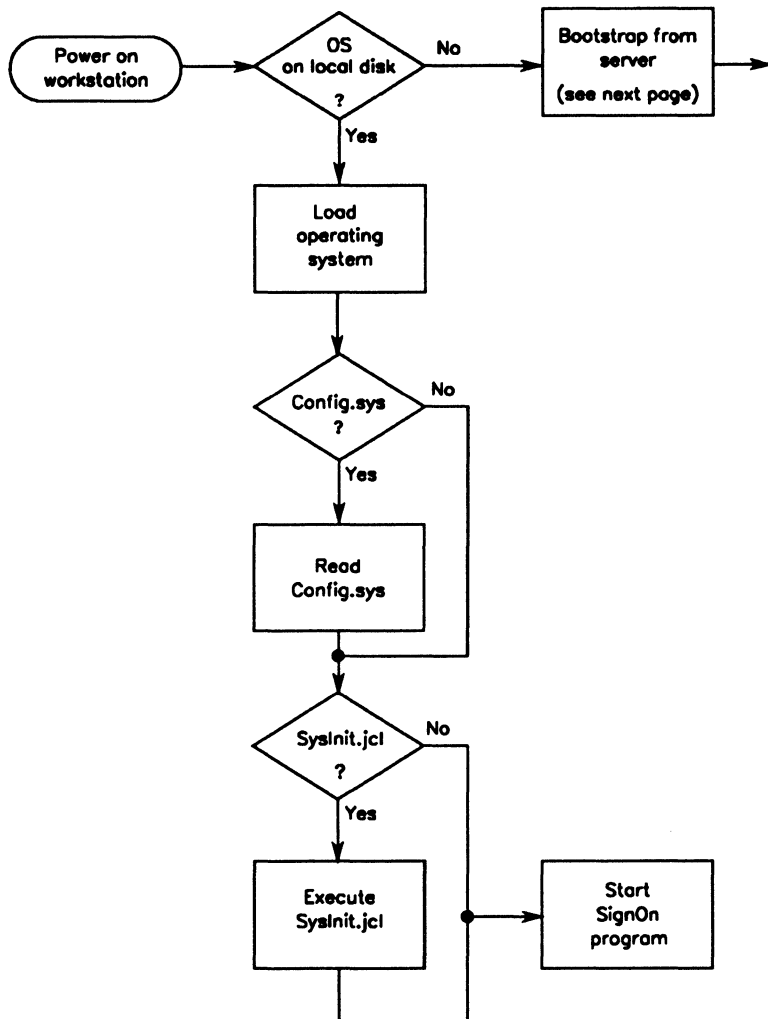 Power on
workstation
OS
on local disk
?
No
Bootstrap from
server
(see next page)
Yes
Load
operating
system
Config.sys
?
No
Yes
Read
Config.sys
SysInit.jcl
?
No
Yes
Execute
SysInit.jcl
Start
SignOn
program